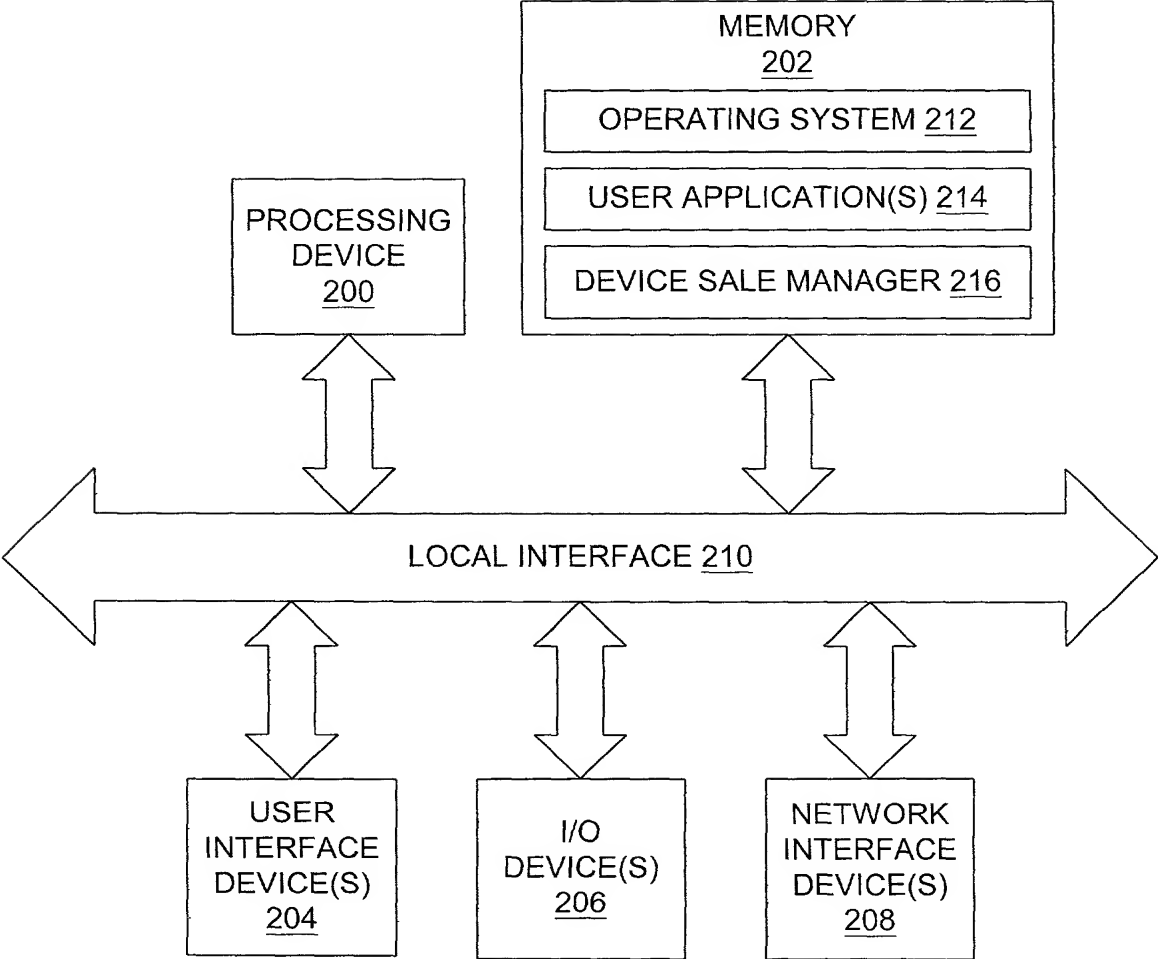 MEMORY
202
OPERATING SYSTEM 212
USER APPLICATION(S) 214
DEVICE SALE MANAGER 216
PROCESSING
DEVICE
200
LOCAL INTERFACE 210
USER
INTERFACE
DEVICE(S)
204
I/O
DEVICE(S)
206
NETWORK
INTERFACE
DEVICE(S)
208